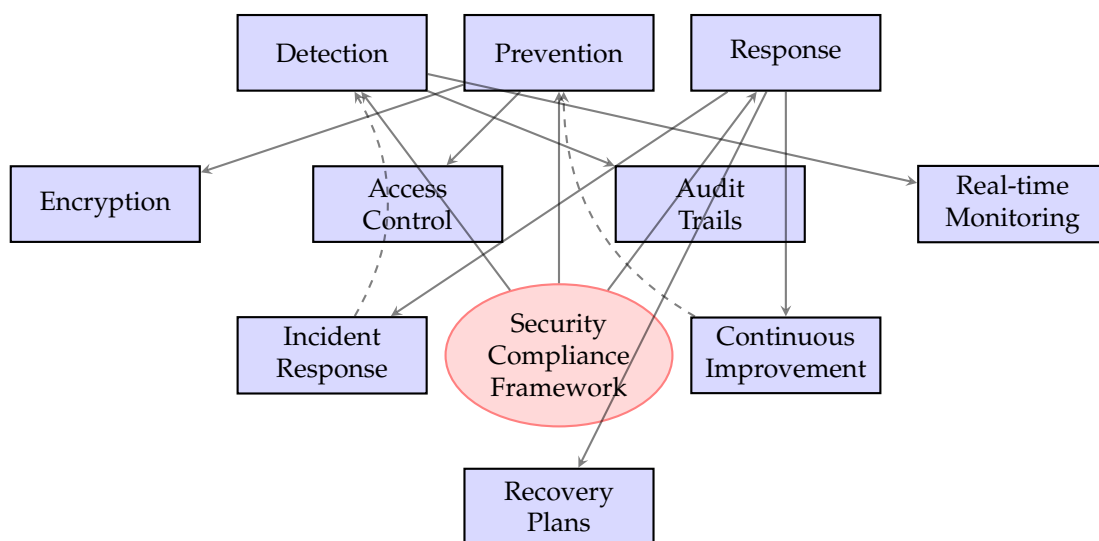 Detection
Prevention
Response
Encryption
Access
Control
Audit
Trails
Real-time
Monitoring
Incident
Response
Security
Compliance
Framework
Continuous
Improvement
Recovery
Plans